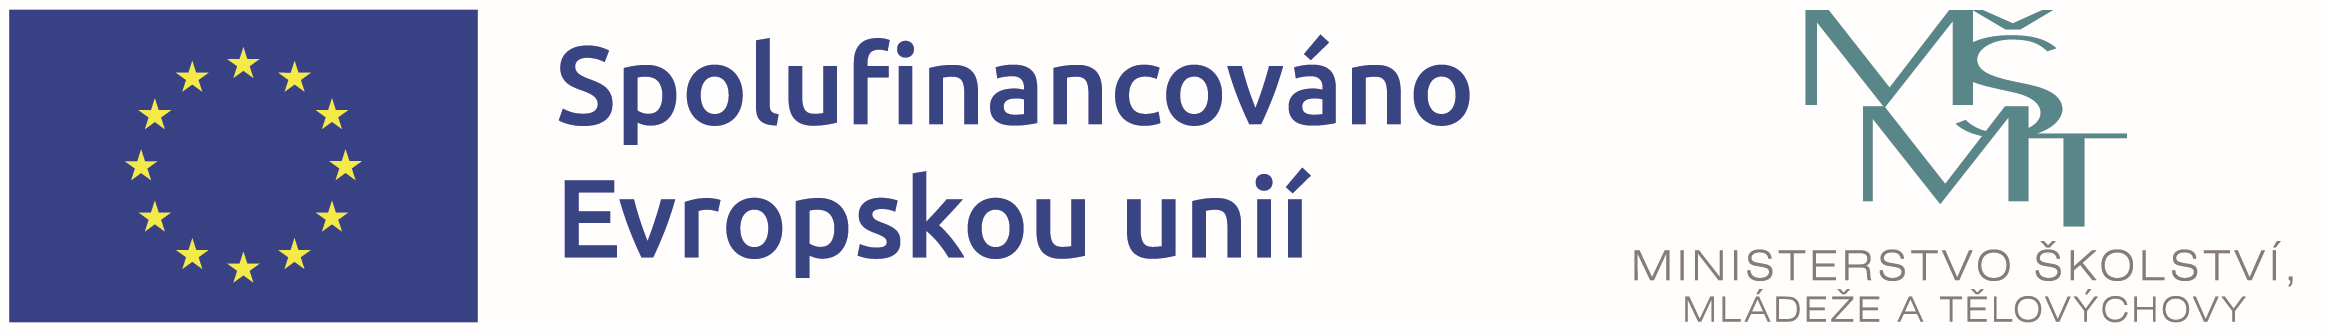 Spolufinancováno
Evropskou unií
MŠMT
MINISTERSTVO ŠKOLSTVÍ,
MLÁDEŽE A TĚLOVÝCHOVY